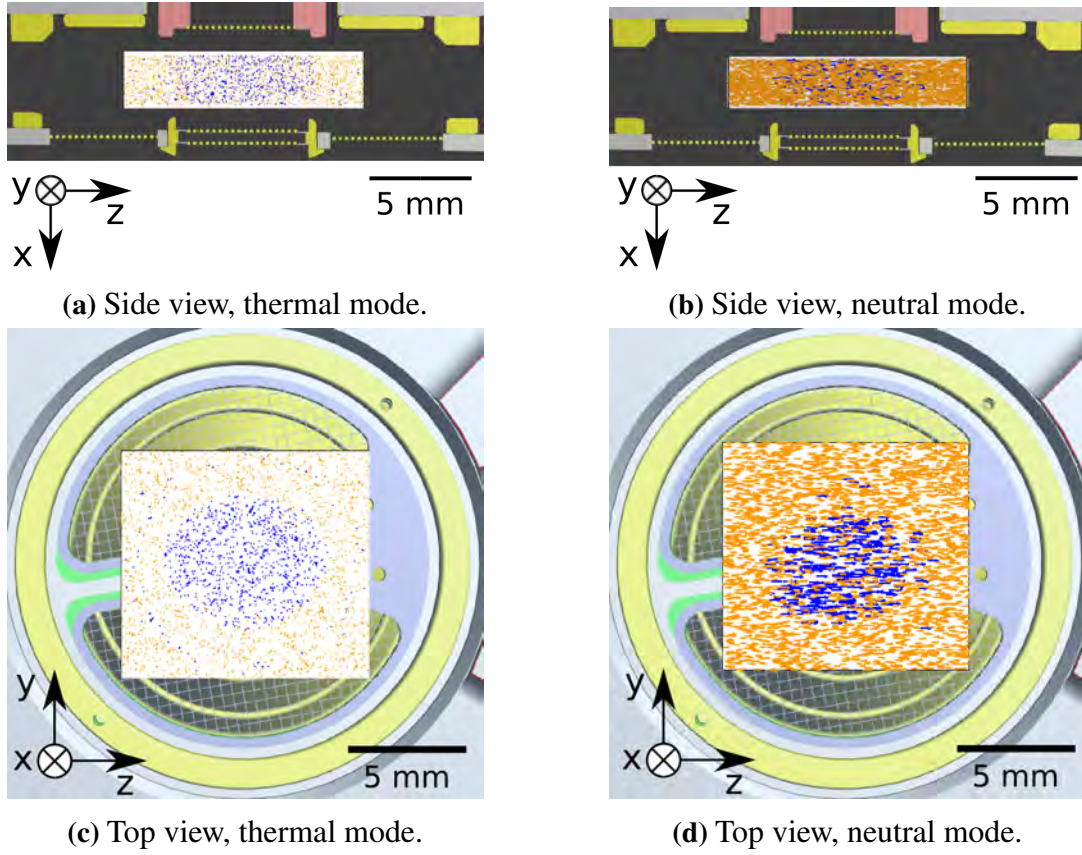 y
z
x
5 mm
y
z
x
5 mm
(a) Side view, thermal mode.
(b) Side view, neutral mode.
y
x
z
5 mm
y
x
z
5 mm
(c) Top view, thermal mode.
(d) Top view, neutral mode.